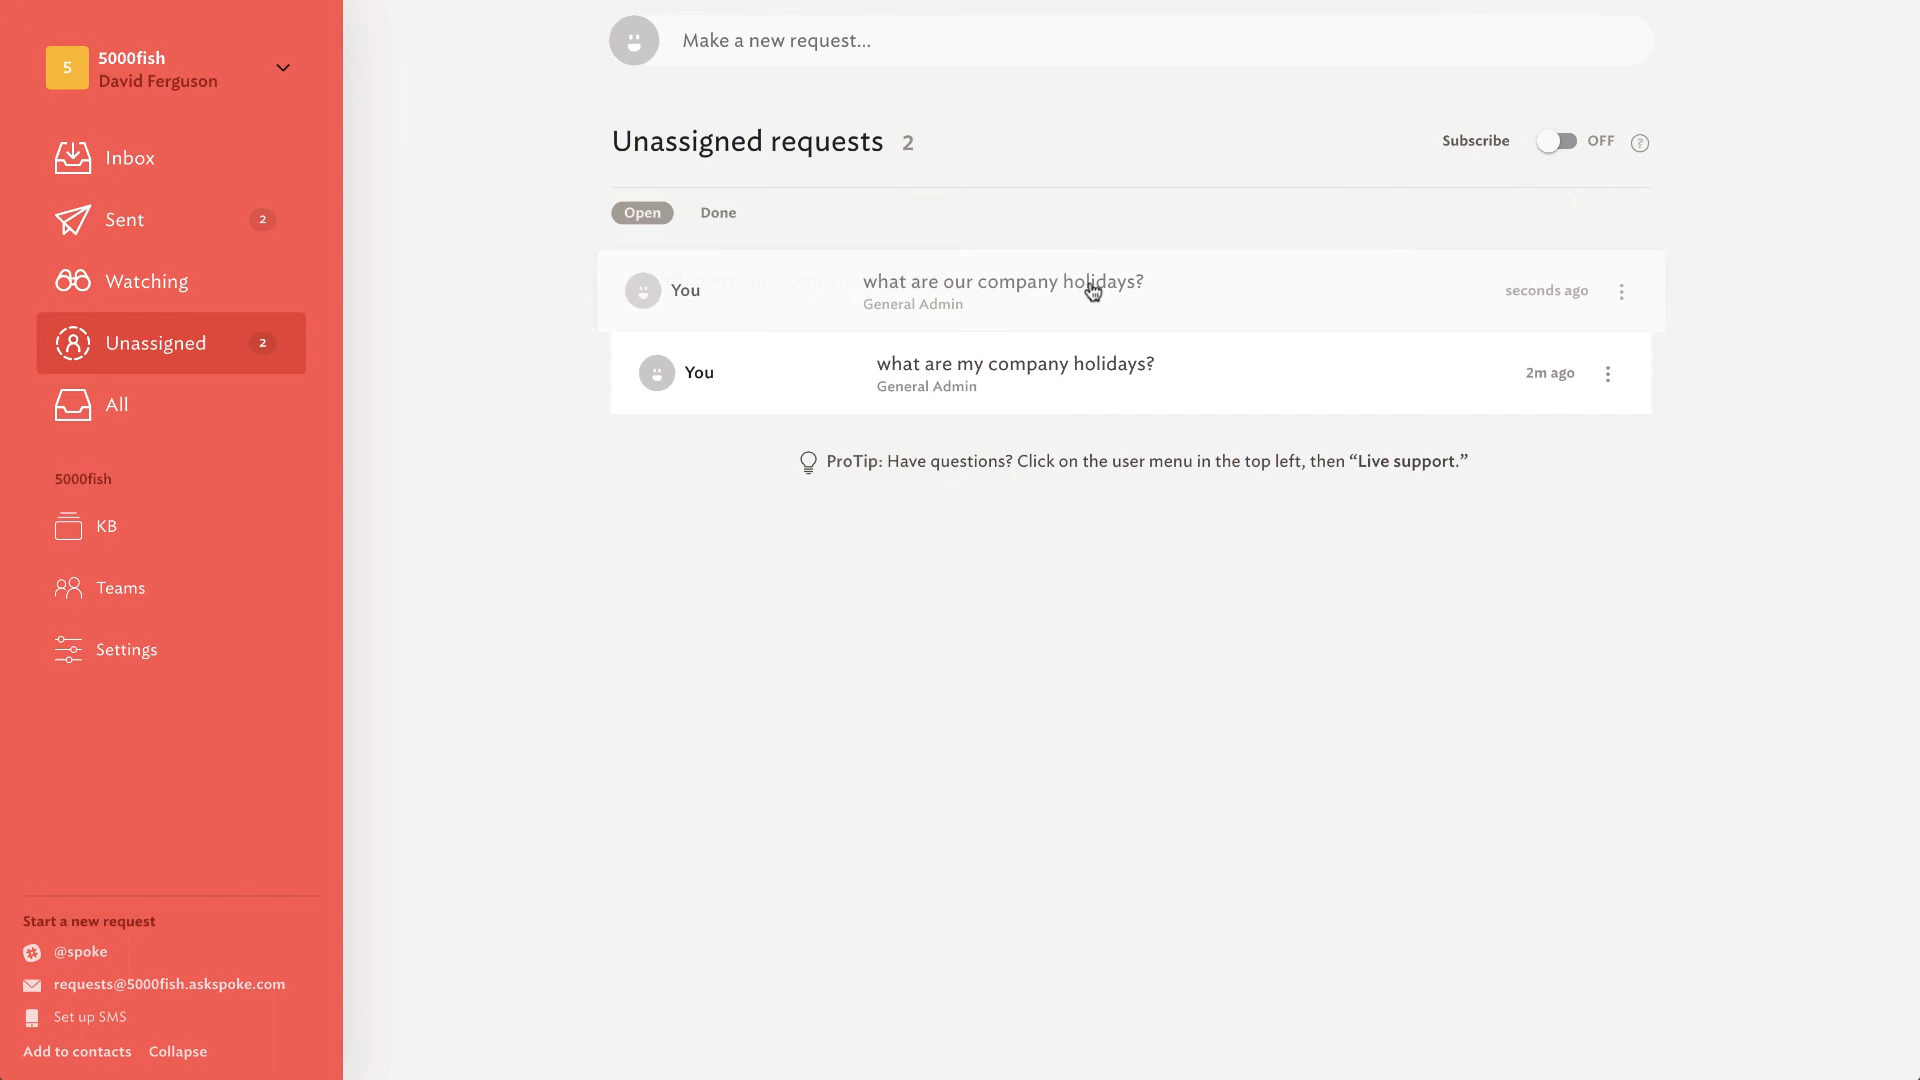 5
5000fish
David Ferguson
Inbox
Sent 2
Watching
Unassigned 2
All
5000fish
KB
Teams
Settings
Start a new request
@spoke
requests@5000fish.askspoke.com
Set up SMS
Add to contacts Collapse
Make a new request...
Unassigned requests 2
Subscribe OFF ?
Open Done
You what are our company holidays? seconds ago
General Admin
You what are my company holidays? 2m ago
General Admin
ProTip: Have questions? Click on the user menu in the top left, then “Live support.”